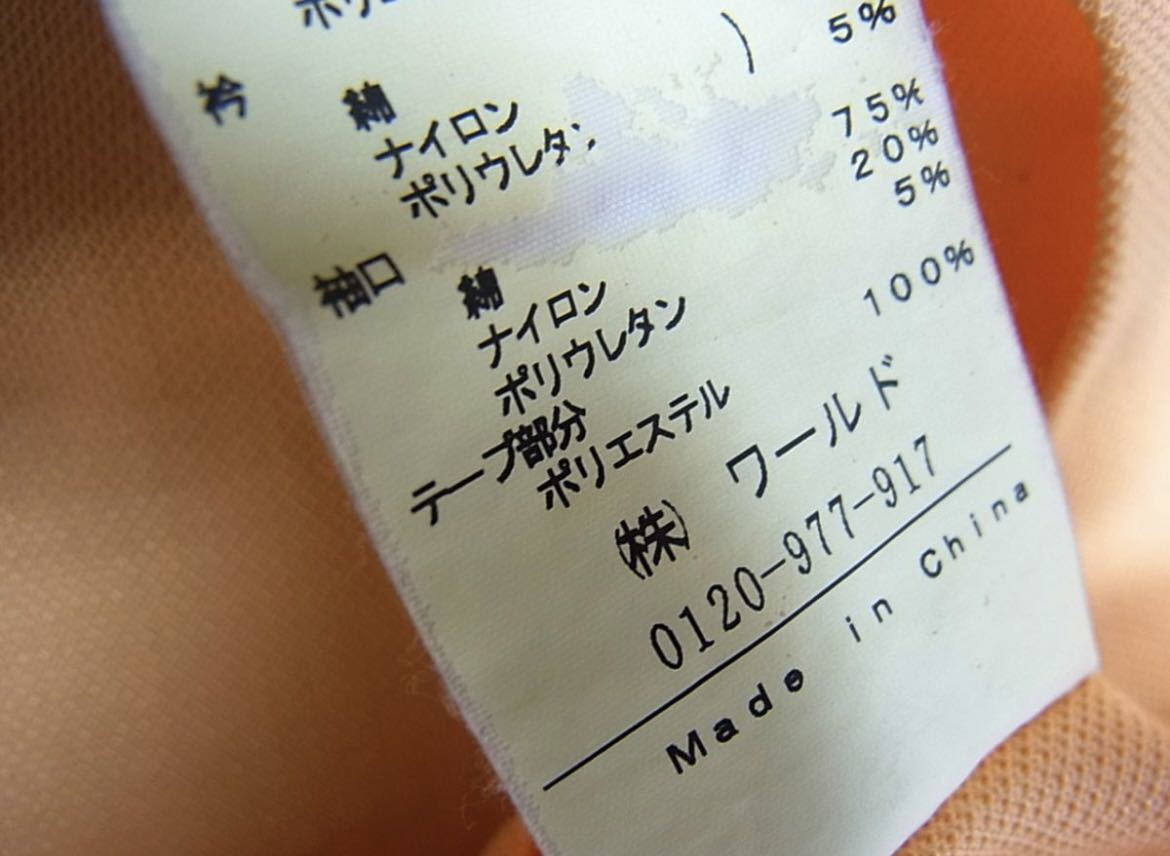 ポリ
衿 綿
ナイロン
ポリウレタン 5%
袖口 綿 75%
ナイロン 20%
ポリウレタン 5%
テープ部分
ポリエステル 100%
㈱ ワールド
0120-977-917
Made in China